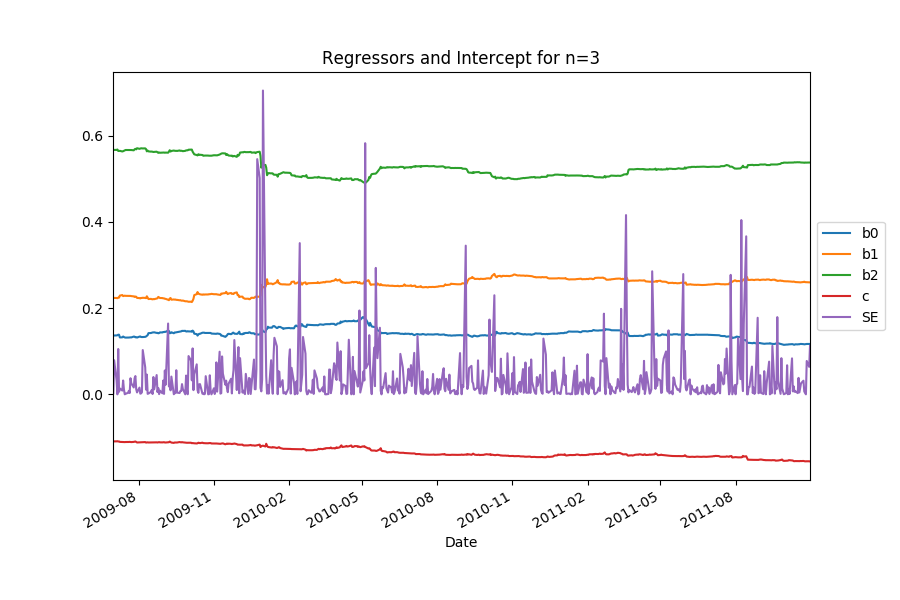 Regressors and Intercept for n=3
0.6
0.4
0.2
0.0
2009-08
2009-11
2010-02
2010-05
2010-08
2010-11
2011-02
2011-05
2011-08
Date
b0
b1
b2
c
SE